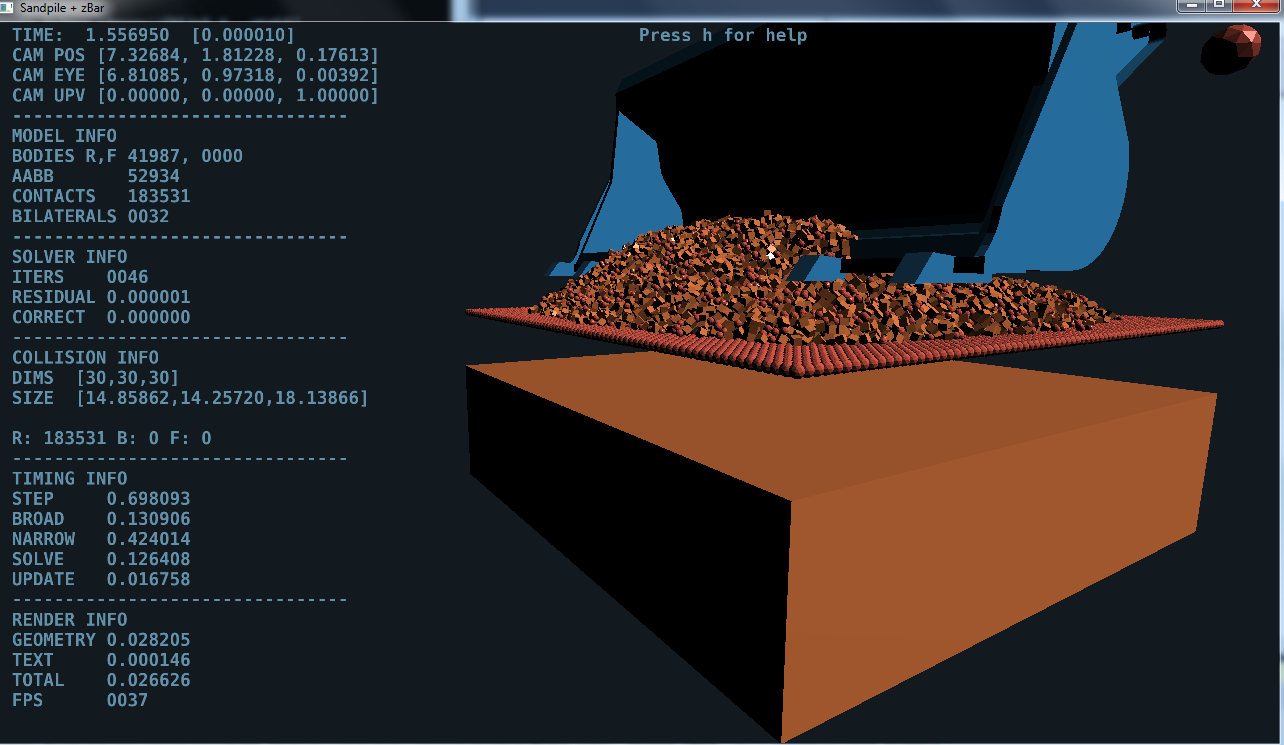 Sandpile + zBar
Press h for help
TIME:  1.556950  [0.000010]
CAM POS [7.32684, 1.81228, 0.17613]
CAM EYE [6.81085, 0.97318, 0.00392]
CAM UPV [0.00000, 0.00000, 1.00000]
--------------------------------
MODEL INFO
BODIES R,F 41987, 0000
AABB       52934
CONTACTS   183531
BILATERALS 0032
--------------------------------
SOLVER INFO
ITERS    0046
RESIDUAL 0.000001
CORRECT  0.000000
--------------------------------
COLLISION INFO
DIMS  [30,30,30]
SIZE  [14.85862,14.25720,18.13866]
R: 183531 B: 0 F: 0
--------------------------------
TIMING INFO
STEP     0.698093
BROAD    0.130906
NARROW   0.424014
SOLVE    0.126408
UPDATE   0.016758
--------------------------------
RENDER INFO
GEOMETRY 0.028205
TEXT     0.000146
TOTAL    0.026626
FPS      0037